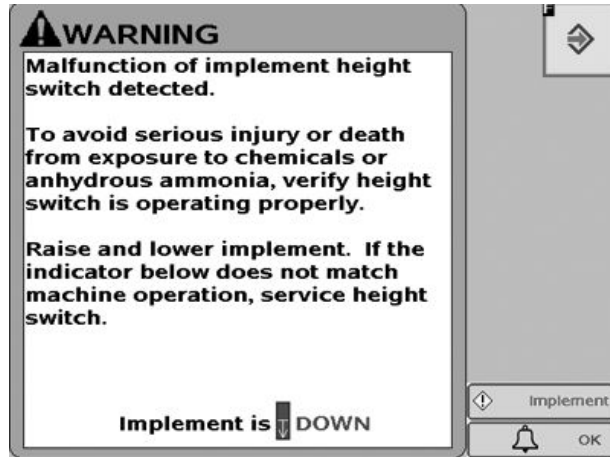 WARNING
Malfunction of implement height
switch detected.
To avoid serious injury or death
from exposure to chemicals or
anhydrous ammonia, verify height
switch is operating properly.
Raise and lower implement.  If the
indicator below does not match
machine operation, service height
switch.
Implement is DOWN
F
Implement
OK